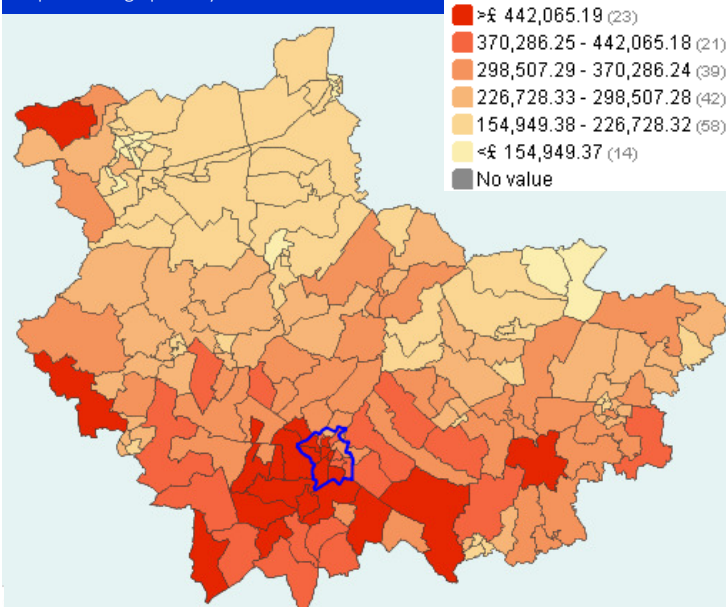 >£ 442,065.19 (23)
370,286.25 - 442,065.18 (21)
298,507.29 - 370,286.24 (39)
226,728.33 - 298,507.28 (42)
154,949.38 - 226,728.32 (58)
<£ 154,949.37 (14)
No value